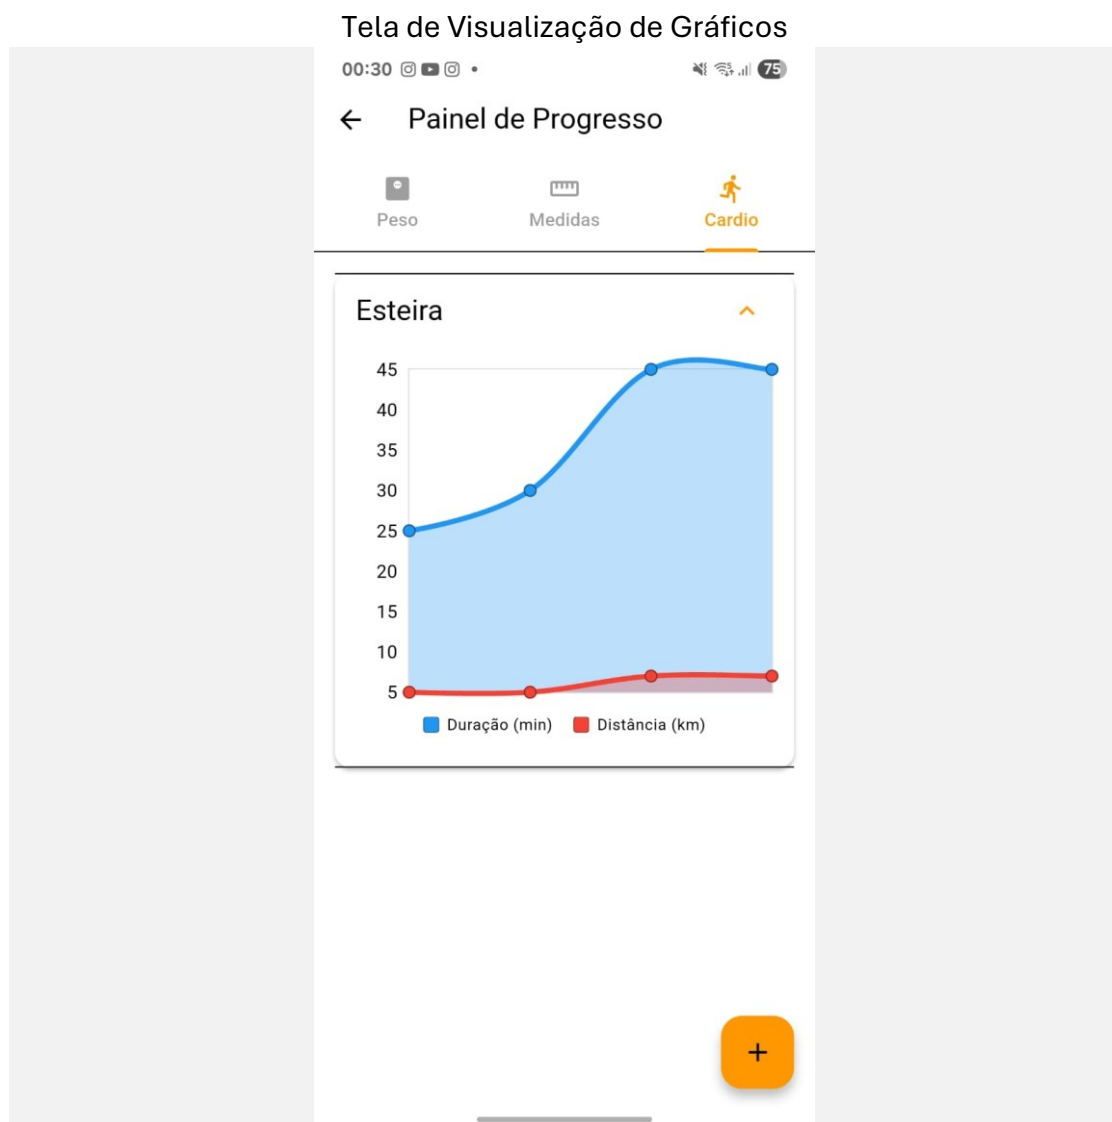 Tela de Visualização de Gráficos
00:30 75
Painel de Progresso
Peso Medidas Cardio
Esteira
45
40
35
30
25
20
15
10
5
Duração (min) Distância (km)